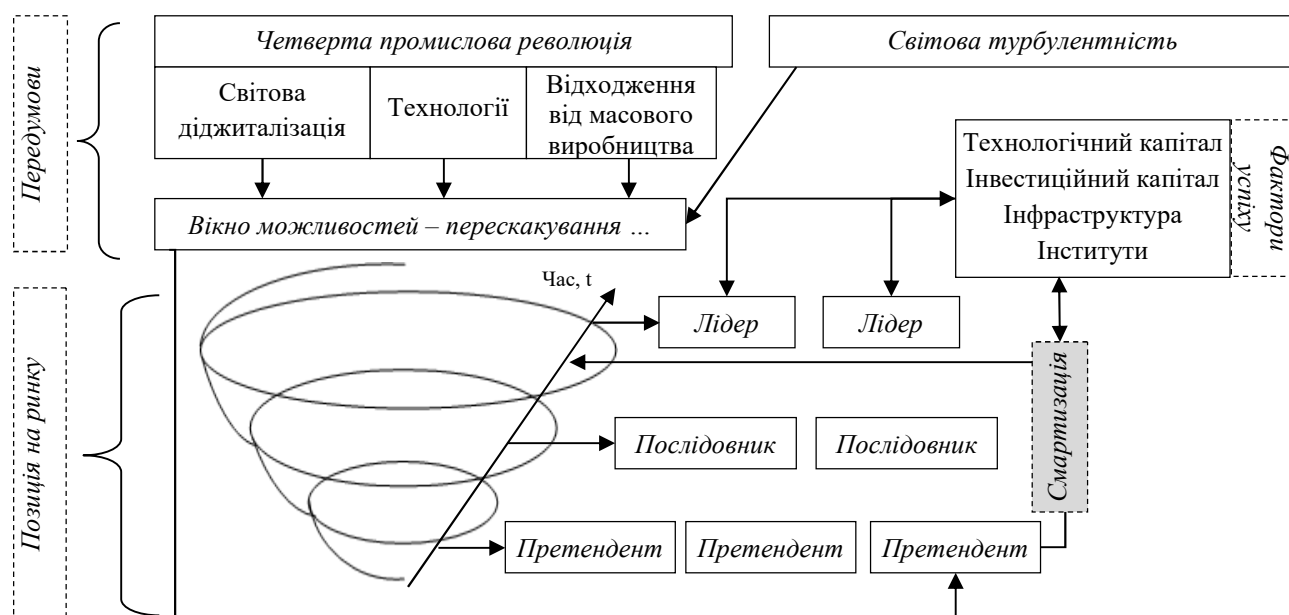 Передумови
Четверта промислова революція
Світова турбулентність
Світова
діджиталізація
Технології
Відходження
від масового
виробництва
Технологічний капітал
Інвестиційний капітал
Інфраструктура
Інститути
Фактори
успіху
Вікно можливостей – перескакування …
Позиція на ринку
Час, t
Лідер
Лідер
Смартизація
Послідовник
Послідовник
Претендент
Претендент
Претендент